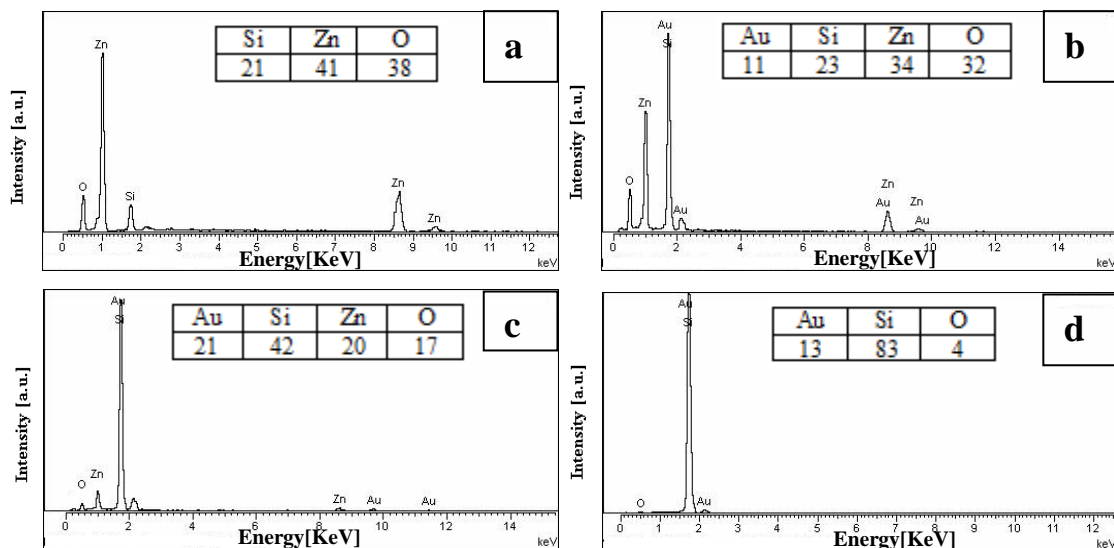 Si Zn O
21 41 38
a
Zn
O
Si
Zn
Zn
Intensity [a.u.]
0 1 2 3 4 5 6 7 8 9 10 11 12
Energy[KeV]
keV
Au Si Zn O
11 23 34 32
b
Au
Si
Zn
O
Au
Zn
Au
Zn
Au
Intensity [a.u.]
0 2 4 6 8 10 12 14
Energy[KeV]
keV
Au Si Zn O
21 42 20 17
c
Au
Si
Zn
O
Zn
Au
Au
Intensity [a.u.]
0 2 4 6 8 10 12 14
Energy[KeV]
keV
Au Si O
13 83 4
d
Au
Si
O
Au
Intensity [a.u.]
0 1 2 3 4 5 6 7 8 9 10 11 12
Energy[KeV]
keV